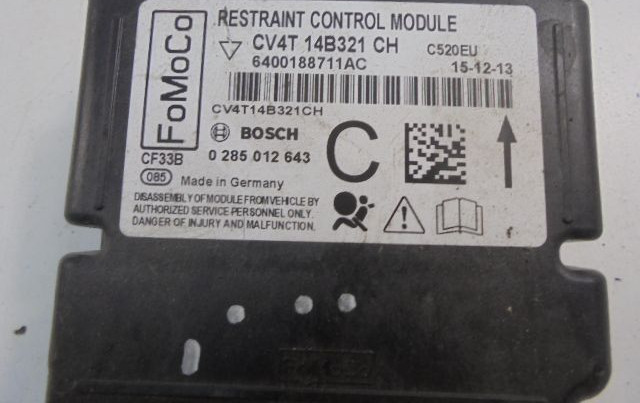 FoMoCo
RESTRAINT CONTROL MODULE
CV4T 14B321 CH C520EU
6400188711AC 15-12-13
CV4T14B321CH
BOSCH
C
CF33B
0 285 012 643
085
Made in Germany
DISASSEMBLY OF MODULE FROM VEHICLE BY
AUTHORIZED SERVICE PERSONNEL ONLY.
DANGER OF INJURY AND MALFUNCTION.